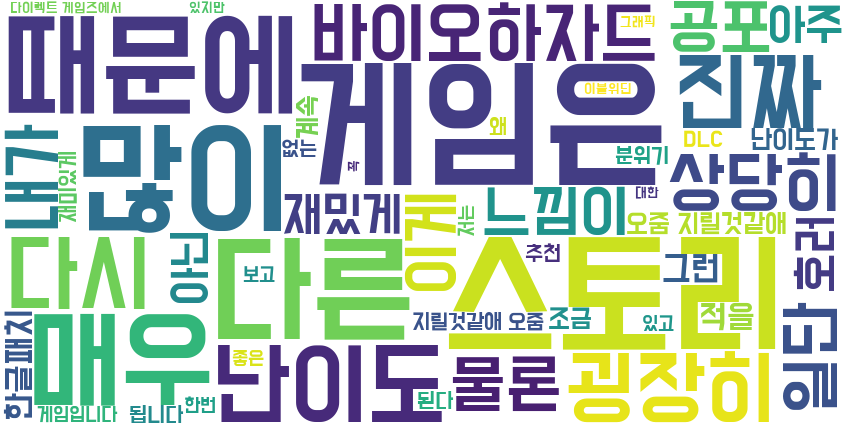 다이렉트 게임즈에서
있지만
때문에
바이오하자드
그래픽
공포
아주
게임은
이블위딘
진짜
계속
왜
DLC
난이도가
내가
많이
없는
분위기
재미있게
꼭
대한
상당히
재밌게
이게
저는
느낌이
오줌 지릴것같애
다시
다른
아닌
보고
스토리
추천
그런
호러
매우
지릴것같애 오줌
조금
있고
적을
일단
한글패치
좋은
난이도
물론
굉장히
게임입니다
됩니다
한번
된다